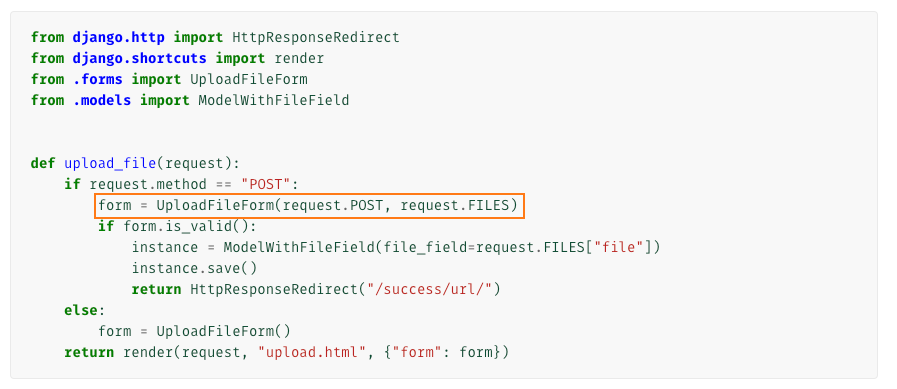 from django.http import HttpResponseRedirect
from django.shortcuts import render
from .forms import UploadFileForm
from .models import ModelWithFileField
def upload_file(request):
    if request.method == "POST":
        form = UploadFileForm(request.POST, request.FILES)
        if form.is_valid():
            instance = ModelWithFileField(file_field=request.FILES["file"])
            instance.save()
            return HttpResponseRedirect("/success/url/")
    else:
        form = UploadFileForm()
    return render(request, "upload.html", {"form": form})